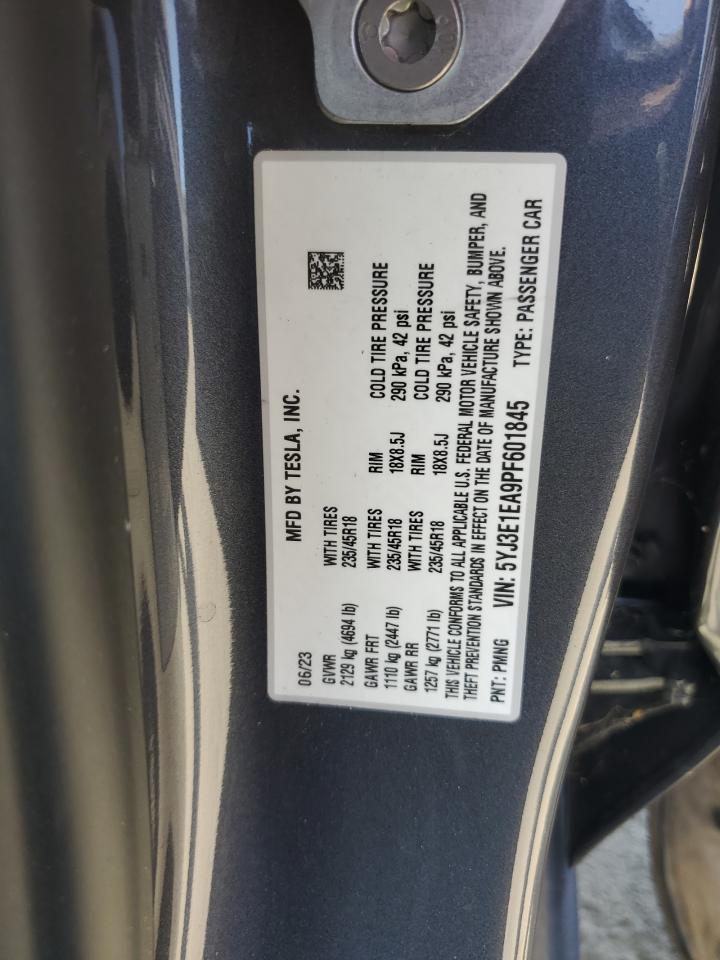 06/23 MFD BY TESLA, INC.
GVWR WITH TIRES
2129 kg (4694 lb) 235/45R18
GAWR FRT WITH TIRES RIM COLD TIRE PRESSURE
1110 kg (2447 lb) 235/45R18 18X8.5J 290 kPa, 42 psi
GAWR RR WITH TIRES RIM COLD TIRE PRESSURE
1257 kg (2771 lb) 235/45R18 18X8.5J 290 kPa, 42 psi
THIS VEHICLE CONFORMS TO ALL APPLICABLE U.S. FEDERAL MOTOR VEHICLE SAFETY, BUMPER, AND
THEFT PREVENTION STANDARDS IN EFFECT ON THE DATE OF MANUFACTURE SHOWN ABOVE.
PNT: PMNG VIN: 5YJ3E1EA9PF601845 TYPE: PASSENGER CAR